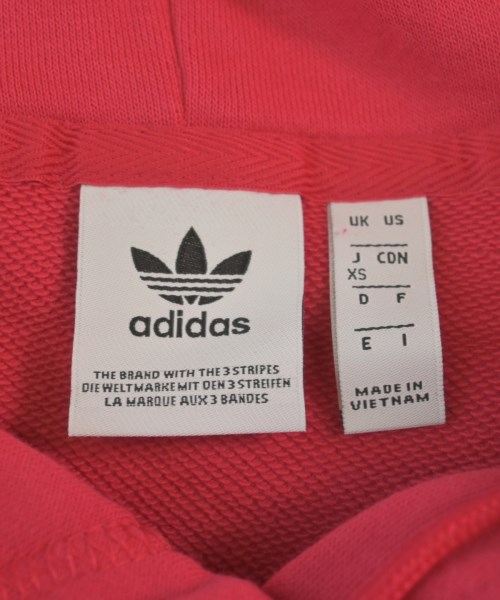 adidas
THE BRAND WITH THE 3 STRIPES
DIE WELTMARKE MIT DEN 3 STREIFEN
LA MARQUE AUX 3 BANDES
UK US
J CDN
XS
D F
E I
MADE IN
VIETNAM